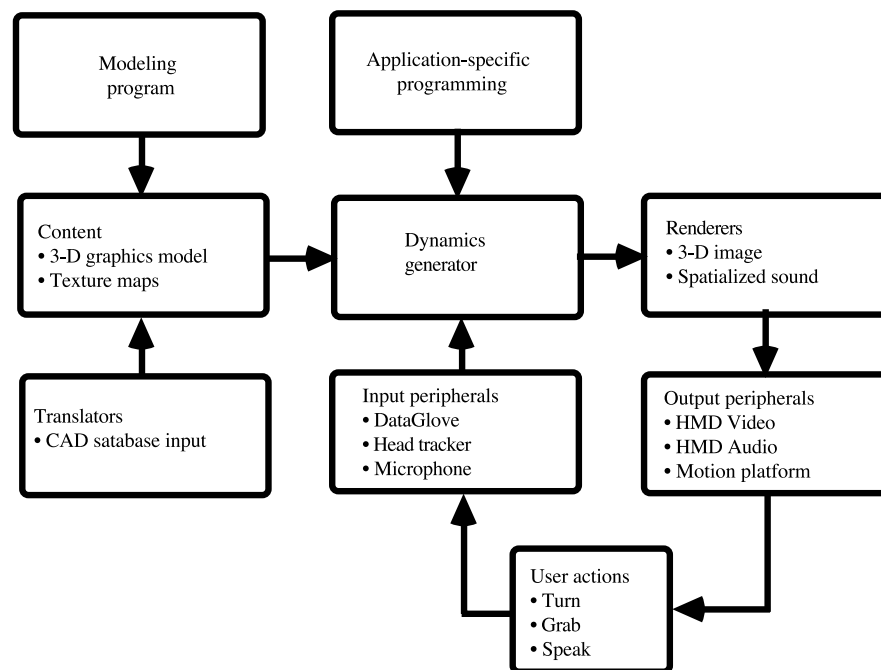 Modeling
program
Application-specific
programming
Content
• 3-D graphics model
• Texture maps
Dynamics
generator
Renderers
• 3-D image
• Spatialized sound
Translators
• CAD satabase input
Input peripherals
• DataGlove
• Head tracker
• Microphone
Output peripherals
• HMD Video
• HMD Audio
• Motion platform
User actions
• Turn
• Grab
• Speak